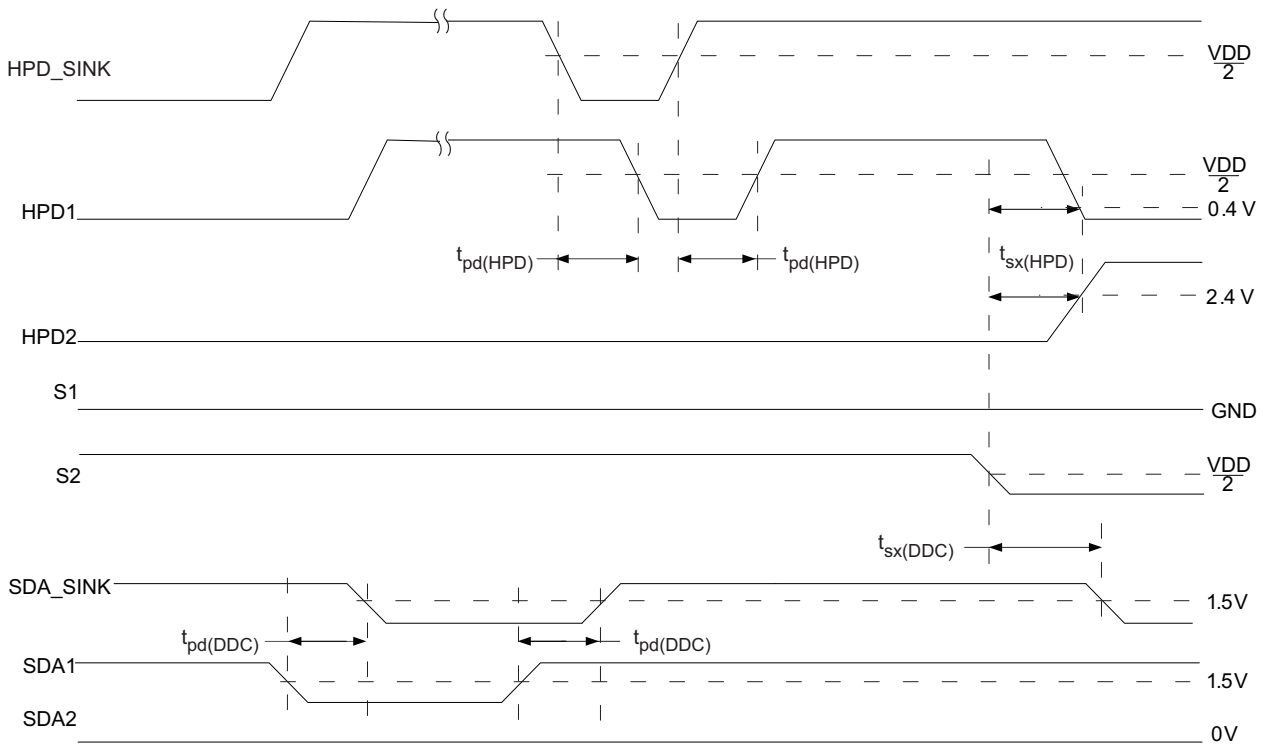 HPD_SINK
VDD
2
HPD1
VDD
2
0.4 V
tpd(HPD)
tpd(HPD)
tsx(HPD)
2.4 V
HPD2
S1
GND
S2
VDD
2
tsx(DDC)
SDA_SINK
1.5V
tpd(DDC)
tpd(DDC)
SDA1
1.5V
SDA2
0V